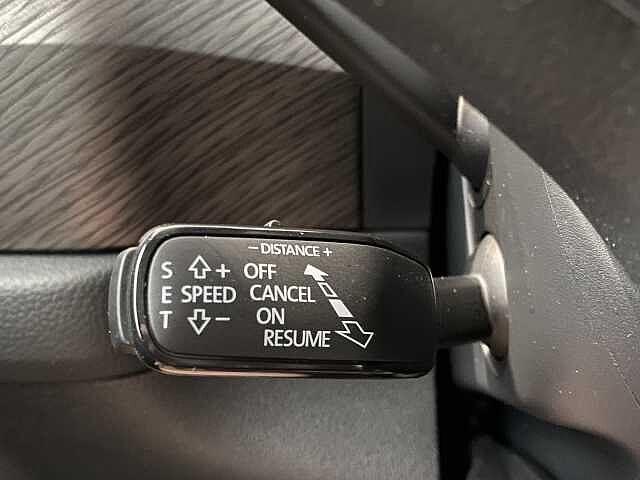 − DISTANCE +
S + OFF
E SPEED CANCEL
T − ON
RESUME